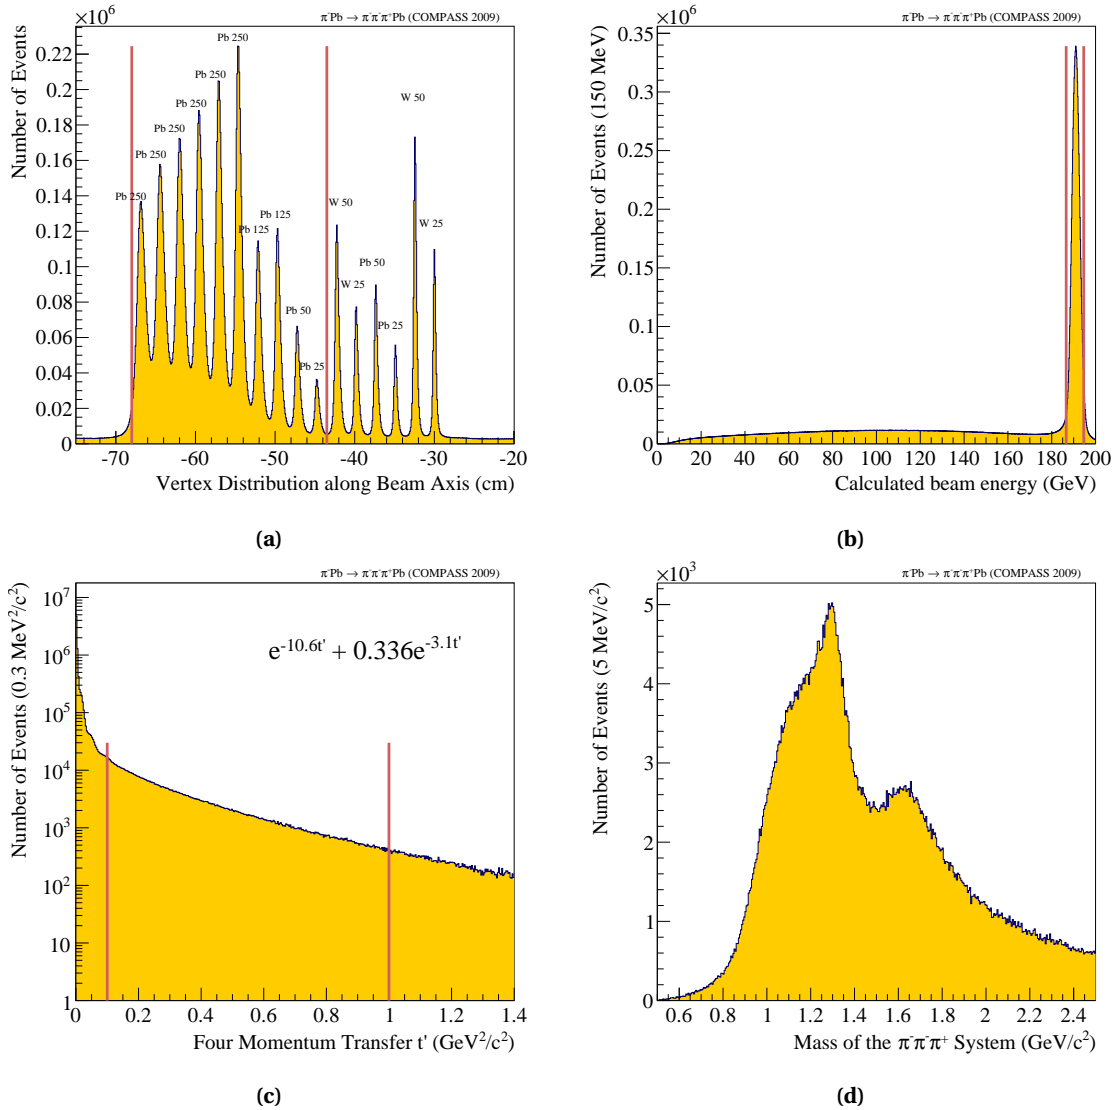 ×10⁶
π⁻Pb → π⁻π⁻π⁺Pb (COMPASS 2009)
Number of Events
0.22
0.2
0.18
0.16
0.14
0.12
0.1
0.08
0.06
0.04
0.02
0
Pb 250
Pb 250
Pb 250
Pb 250
Pb 250
Pb 250
Pb 125
Pb 125
Pb 50
Pb 25
W 50
W 25
Pb 50
Pb 25
W 50
W 25
-70 -60 -50 -40 -30 -20
Vertex Distribution along Beam Axis (cm)
(a)
×10⁶
π⁻Pb → π⁻π⁻π⁺Pb (COMPASS 2009)
Number of Events (150 MeV)
0.35
0.3
0.25
0.2
0.15
0.1
0.05
0
0 20 40 60 80 100 120 140 160 180 200
Calculated beam energy (GeV)
(b)
π⁻Pb → π⁻π⁻π⁺Pb (COMPASS 2009)
Number of Events (0.3 MeV²/c²)
10⁷
10⁶
10⁵
10⁴
10³
10²
10
1
e⁻¹⁰·⁶ᵗ' + 0.336e⁻³·¹ᵗ'
0 0.2 0.4 0.6 0.8 1 1.2 1.4
Four Momentum Transfer t' (GeV²/c²)
(c)
×10³
π⁻Pb → π⁻π⁻π⁺Pb (COMPASS 2009)
Number of Events (5 MeV/c²)
5
4
3
2
1
0
0.6 0.8 1 1.2 1.4 1.6 1.8 2 2.2 2.4
Mass of the π⁻π⁻π⁺ System (GeV/c²)
(d)